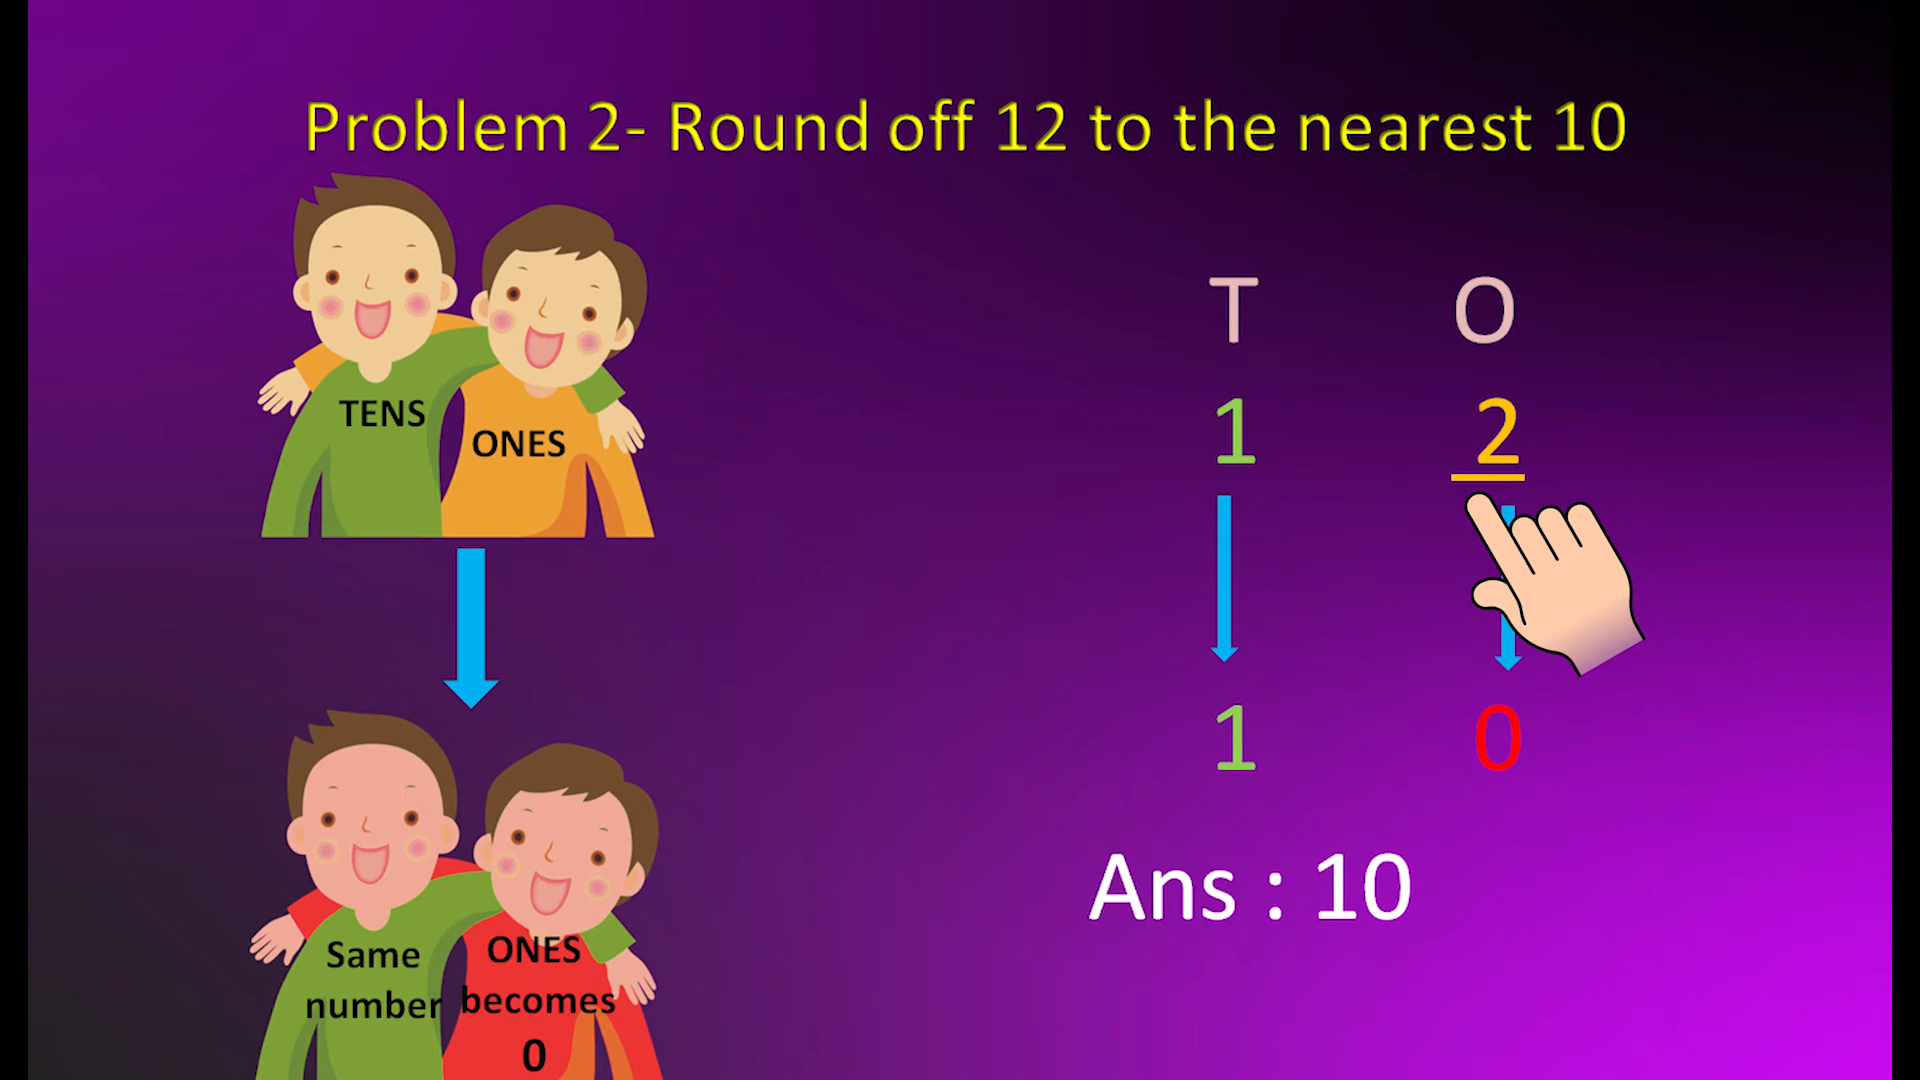 Problem 2- Round off 12 to the nearest 10
TENS
ONES
T O
1 2
1 0
Ans : 10
Same
number
ONES
becomes
0